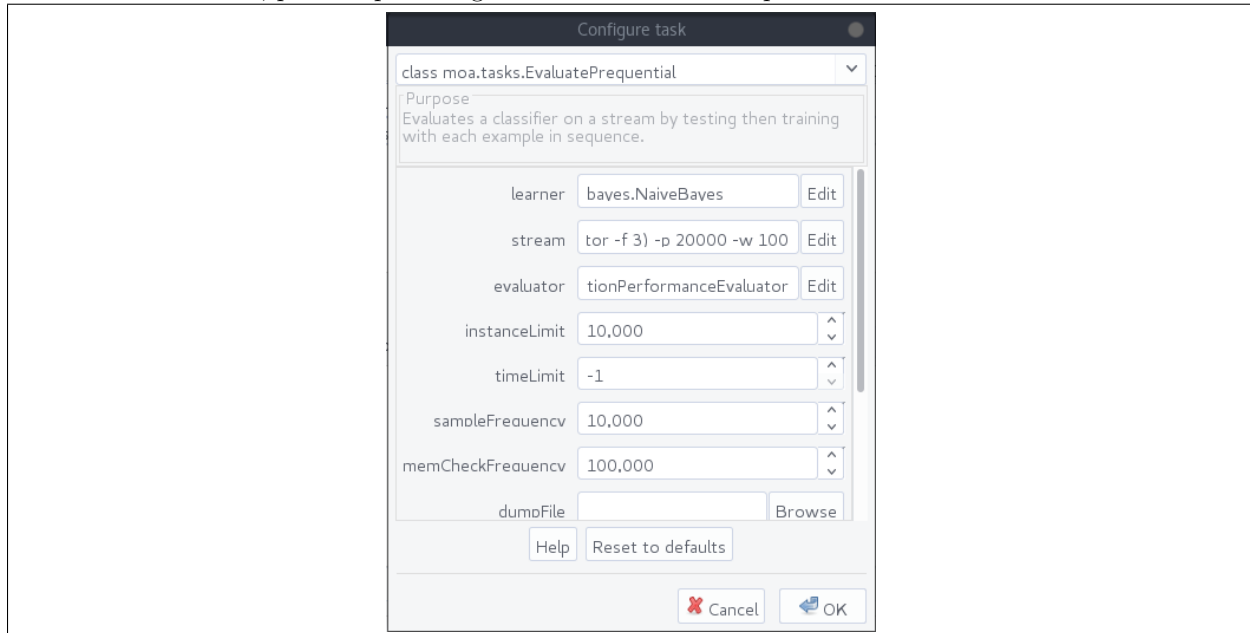 Configure task
class moa.tasks.EvaluatePrequential
Purpose
Evaluates a classifier on a stream by testing then training
with each example in sequence.
learner bayes.NaiveBayes Edit
stream tor -f 3) -p 20000 -w 100 Edit
evaluator tionPerformanceEvaluator Edit
instanceLimit 10,000
timeLimit -1
sampleFrequency 10,000
memCheckFrequency 100,000
dumpFile Browse
Help Reset to defaults
Cancel OK